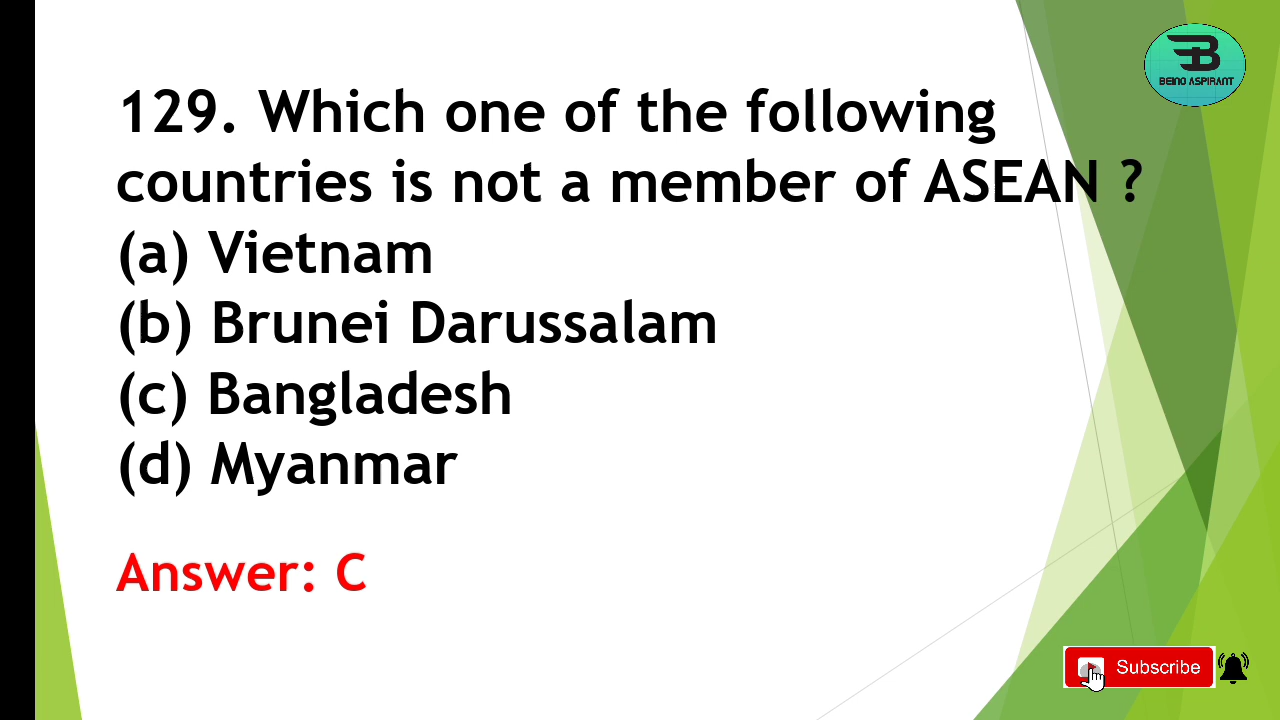 BEING ASPIRANT
129. Which one of the following
countries is not a member of ASEAN ?
(a) Vietnam
(b) Brunei Darussalam
(c) Bangladesh
(d) Myanmar
Answer: C
Subscribe